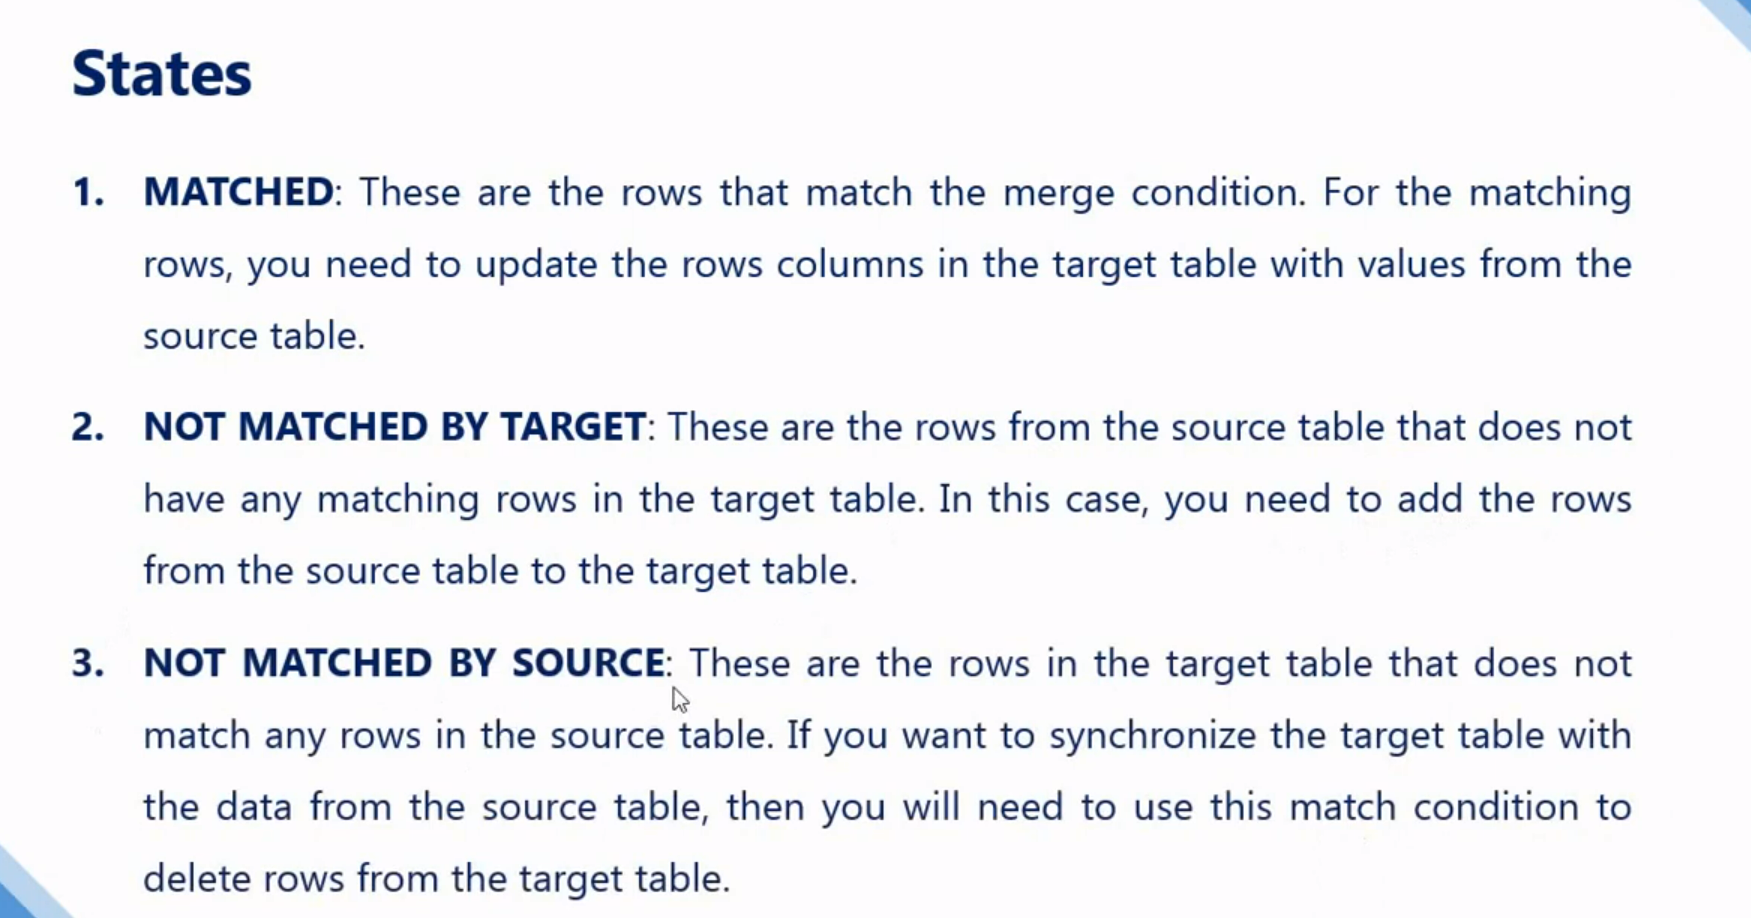 States
1. MATCHED: These are the rows that match the merge condition. For the matching
rows, you need to update the rows columns in the target table with values from the
source table.
2. NOT MATCHED BY TARGET: These are the rows from the source table that does not
have any matching rows in the target table. In this case, you need to add the rows
from the source table to the target table.
3. NOT MATCHED BY SOURCE: These are the rows in the target table that does not
match any rows in the source table. If you want to synchronize the target table with
the data from the source table, then you will need to use this match condition to
delete rows from the target table.